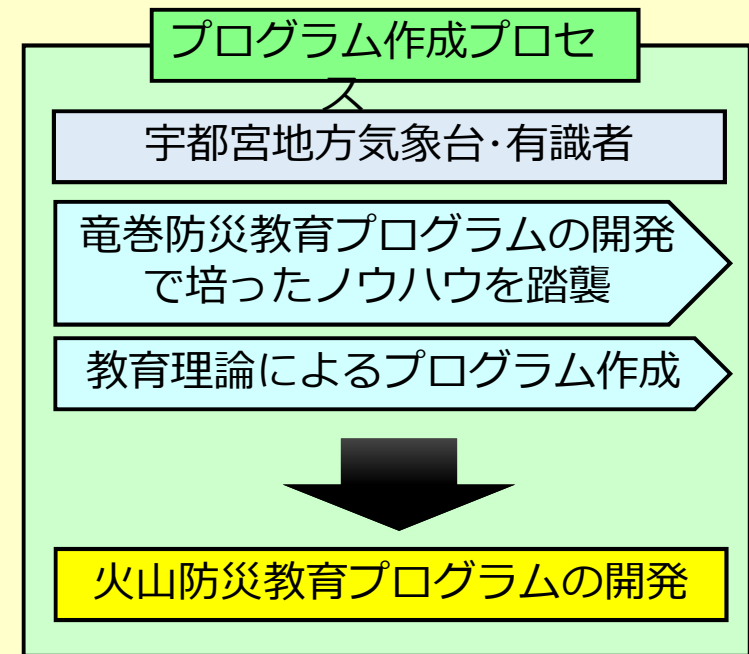 プログラム作成プロセ
ス
宇都宮地方気象台･有識者
竜巻防災教育プログラムの開発
で培ったノウハウを踏襲
教育理論によるプログラム作成
火山防災教育プログラムの開発